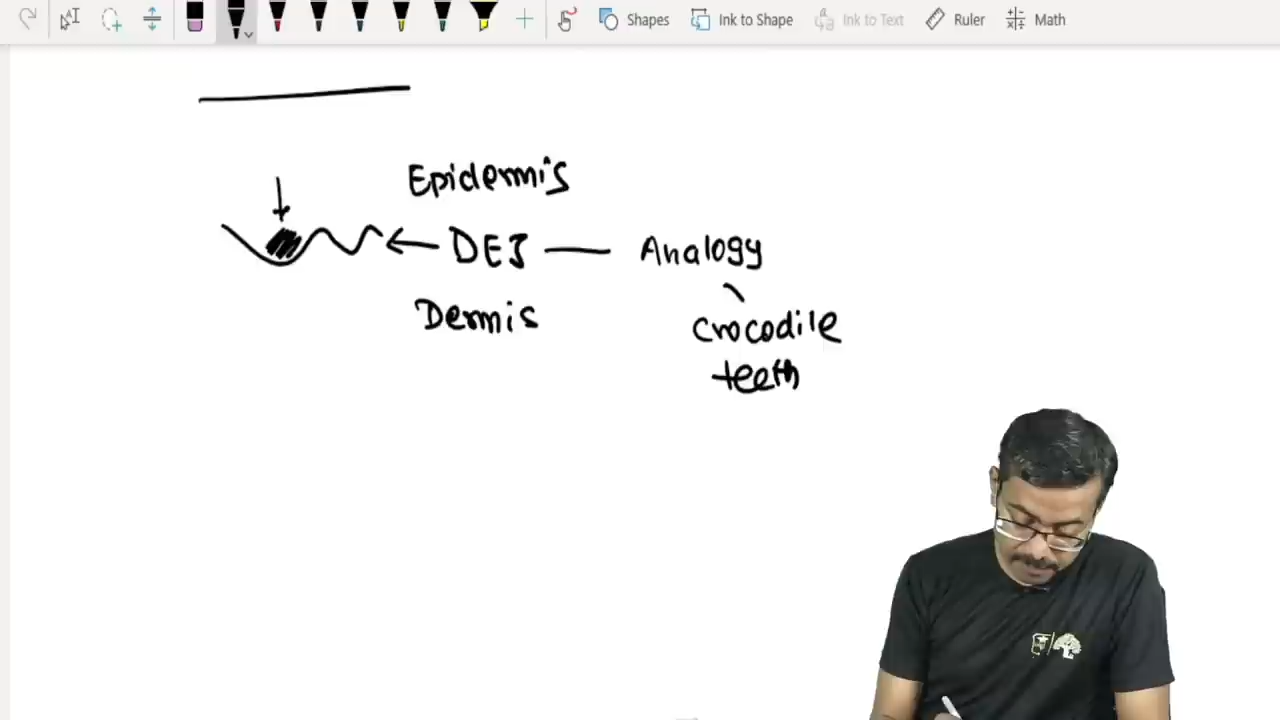 Shapes
Ink to Shape
Ink to Text
Ruler
Math
Epidermis
DEJ
Analogy
Dermis
Crocodile
teeth